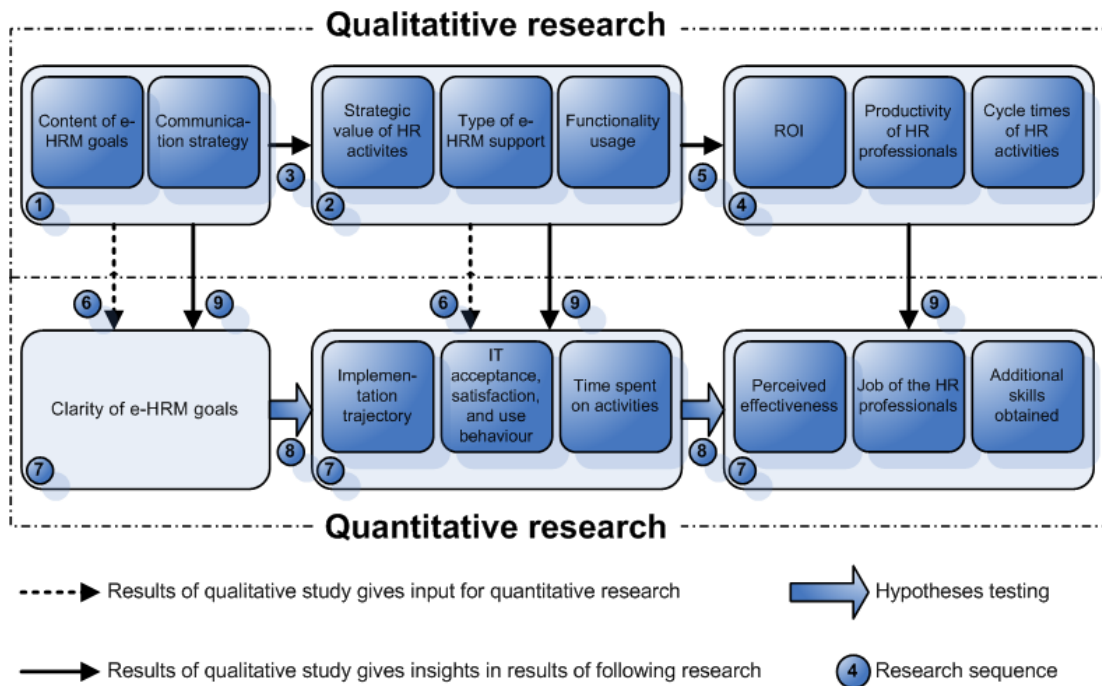 Qualitatitive research
Content of e-
HRM goals
Communica-
tion strategy
1
3
Strategic
value of HR
activites
Type of e-
HRM support
Functionality
usage
2
5
ROI
Productivity
of HR
professionals
Cycle times
of HR
activities
4
6
9
6
9
9
Clarity of e-HRM goals
7
8
Implemen-
tation
trajectory
IT
acceptance,
satisfaction,
and use
behaviour
Time spent
on activities
7
8
Perceived
effectiveness
Job of the HR
professionals
Additional
skills
obtained
7
Quantitative research
Results of qualitative study gives input for quantitative research
Hypotheses testing
Results of qualitative study gives insights in results of following research
4 Research sequence